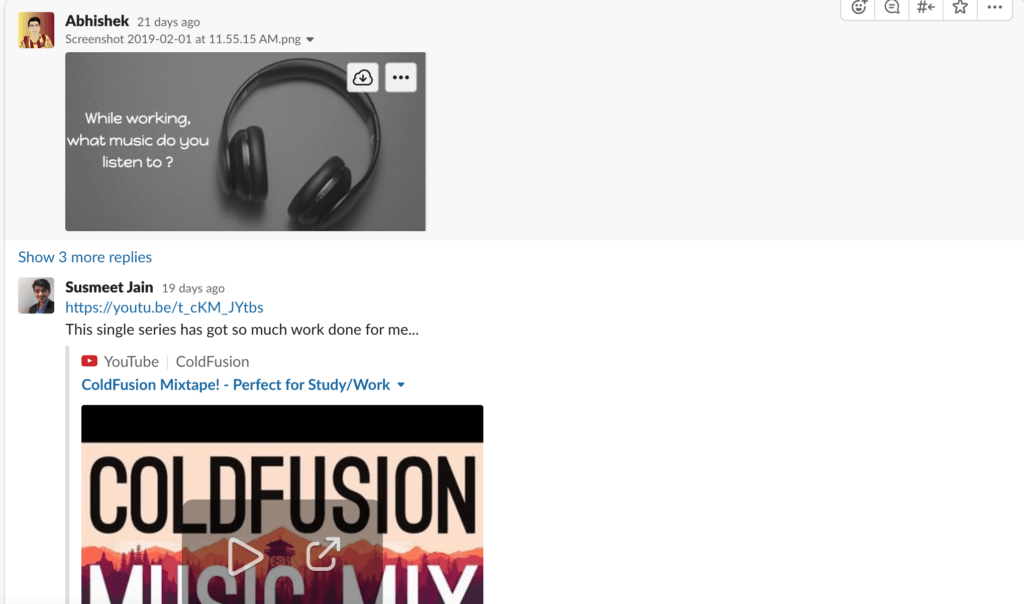 Abhishek 21 days ago
Screenshot 2019-02-01 at 11.55.15 AM.png
While working,
what music do you
listen to ?
Show 3 more replies
Susmeet Jain 19 days ago
https://youtu.be/t_cKM_JYtbs
This single series has got so much work done for me...
YouTube ColdFusion
ColdFusion Mixtape! - Perfect for Study/Work
COLDFUSION
MUSIC MIX